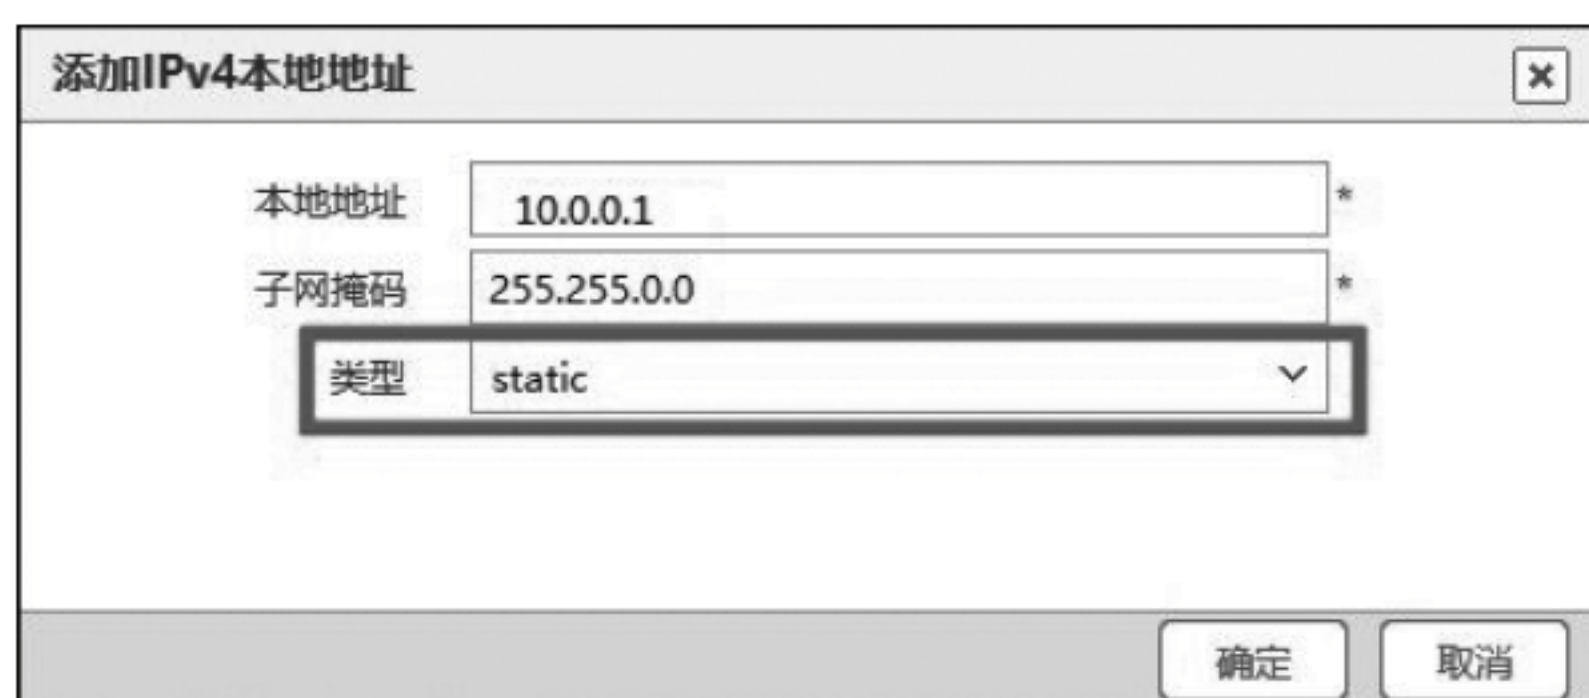 添加IPv4本地地址
本地地址 10.0.0.1 *
子网掩码 255.255.0.0 *
类型 static
确定 取消